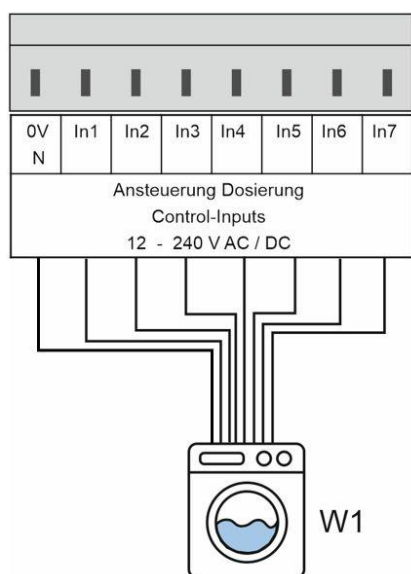 0V In1 In2 In3 In4 In5 In6 In7
N
Ansteuerung Dosierung
Control-Inputs
12 - 240 V AC / DC
W1